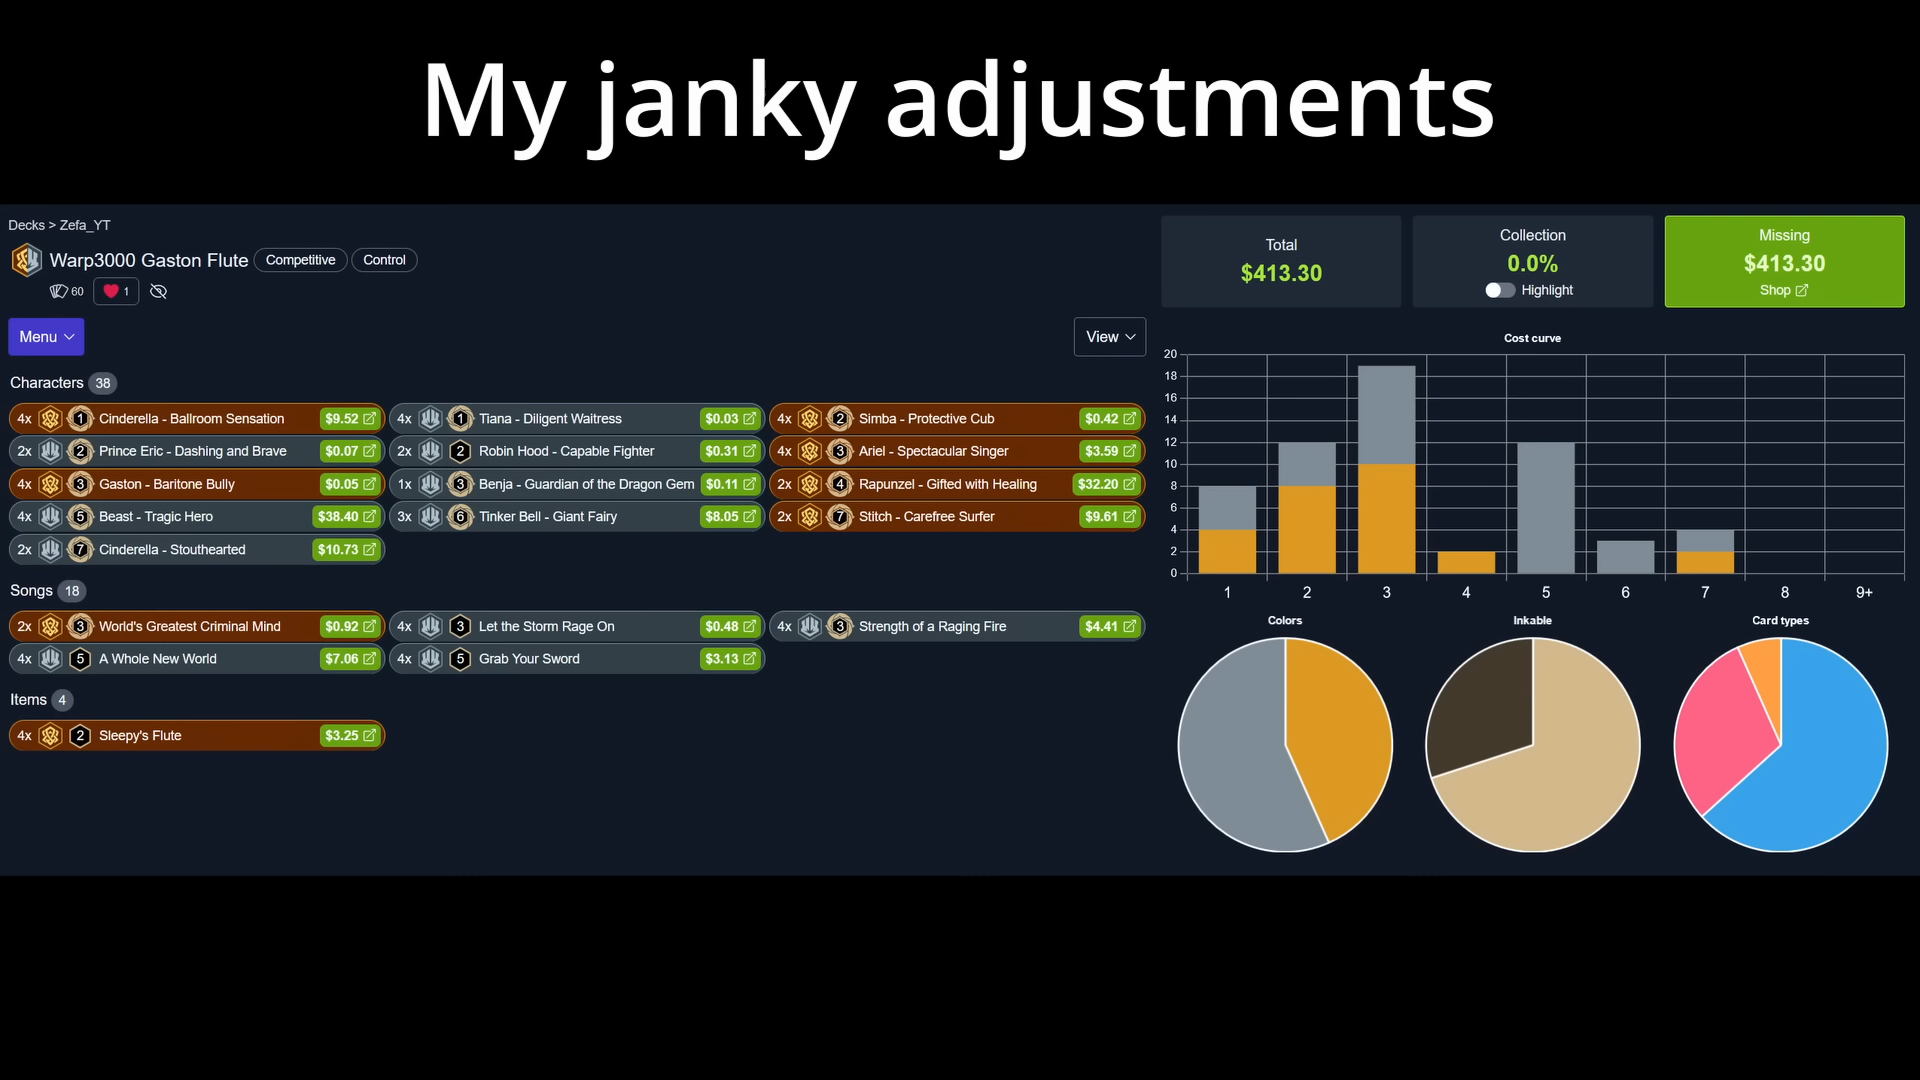 My janky adjustments
Decks > Zefa_YT
Warp3000 Gaston Flute Competitive Control
60 1
Menu
View
Characters 38
4x 1 Cinderella - Ballroom Sensation $9.52
4x 1 Tiana - Diligent Waitress $0.03
4x 2 Simba - Protective Cub $0.42
2x 2 Prince Eric - Dashing and Brave $0.07
2x 2 Robin Hood - Capable Fighter $0.31
4x 3 Ariel - Spectacular Singer $3.59
4x 3 Gaston - Baritone Bully $0.05
1x 3 Benja - Guardian of the Dragon Gem $0.11
2x 4 Rapunzel - Gifted with Healing $32.20
4x 5 Beast - Tragic Hero $38.40
3x 6 Tinker Bell - Giant Fairy $8.05
2x 7 Stitch - Carefree Surfer $9.61
2x 7 Cinderella - Stouthearted $10.73
Songs 18
2x 3 World's Greatest Criminal Mind $0.92
4x 3 Let the Storm Rage On $0.48
4x 3 Strength of a Raging Fire $4.41
4x 5 A Whole New World $7.06
4x 5 Grab Your Sword $3.13
Items 4
4x 2 Sleepy's Flute $3.25
Total
$413.30
Collection
0.0%
Highlight
Missing
$413.30
Shop
Cost curve
20
18
16
14
12
10
8
6
4
2
0
1 2 3 4 5 6 7 8 9+
Colors
Inkable
Card types